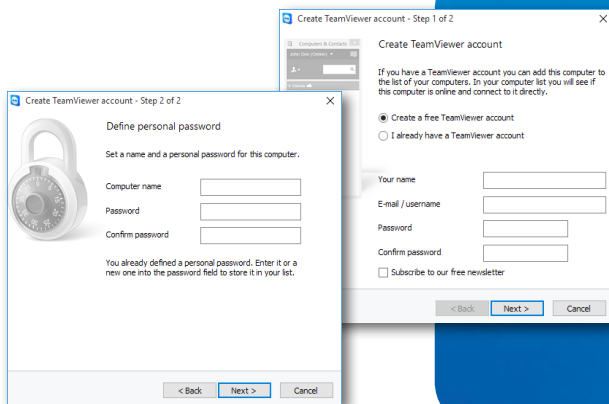 Create TeamViewer account - Step 1 of 2
Computers & Contacts
John Doe (Online)
Create TeamViewer account
If you have a TeamViewer account you can add this computer to
the list of your computers. In your computer list you will see if
this computer is online and connect to it directly.
Create a free TeamViewer account
I already have a TeamViewer account
Your name
E-mail / username
Password
Confirm password
Subscribe to our free newsletter
< Back
Next >
Cancel
Create TeamViewer account - Step 2 of 2
Define personal password
Set a name and a personal password for this computer.
Computer name
Password
Confirm password
You already defined a personal password. Enter it or a
new one into the password field to store it in your list.
< Back
Next >
Cancel